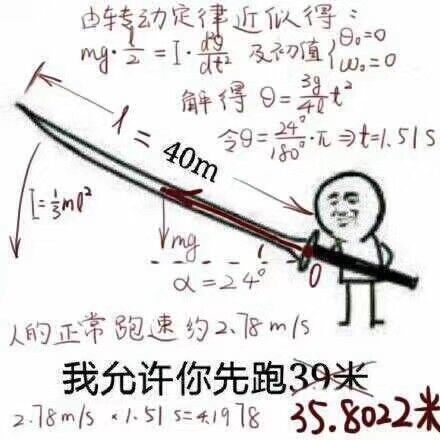 由转动定律近似得：
mg·l/2=I·d²θ/dt² 及初值{θ₀=0
ω₀=0
解得 θ=3g/4l t²
令θ=24°/180°·π⇒t=1.51s
l=40m
I=1/3ml²
mg
α=24°
O
人的正常跑速约2.78m/s
我允许你先跑39米
2.78m/s×1.51s=4.1978
35.8022米